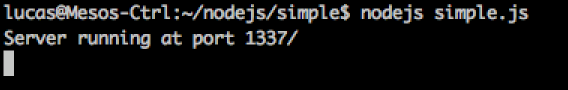 lucas@Mesos-Ctrl:~/nodejs/simple$ nodejs simple.js
Server running at port 1337/